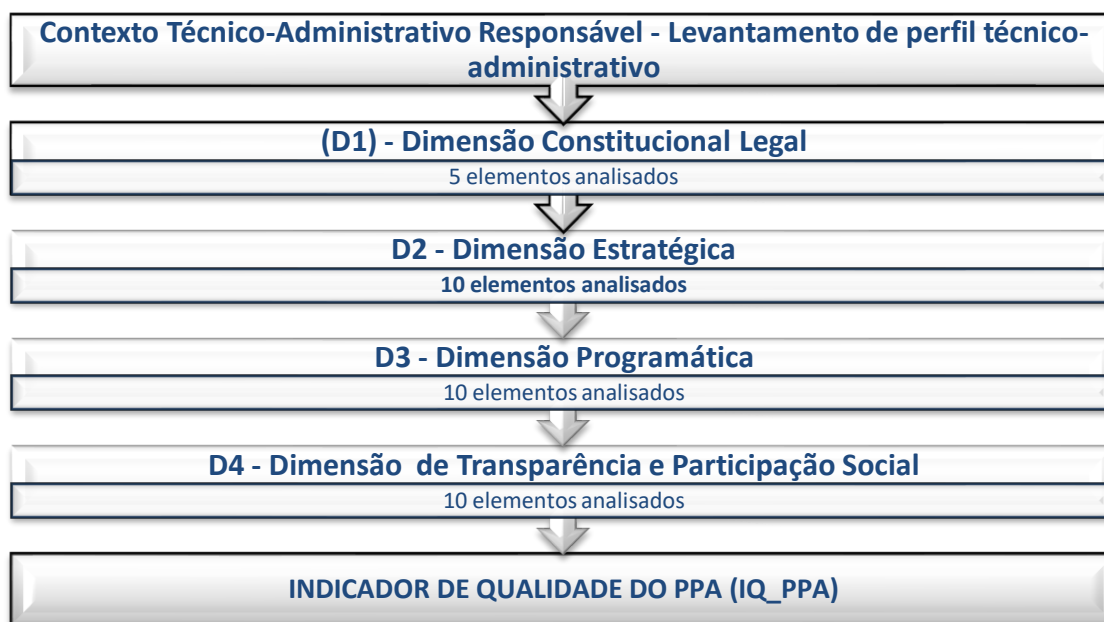 Contexto Técnico-Administrativo Responsável - Levantamento de perfil técnico-
administrativo
(D1) - Dimensão Constitucional Legal
5 elementos analisados
D2 - Dimensão Estratégica
10 elementos analisados
D3 - Dimensão Programática
10 elementos analisados
D4 - Dimensão de Transparência e Participação Social
10 elementos analisados
INDICADOR DE QUALIDADE DO PPA (IQ_PPA)